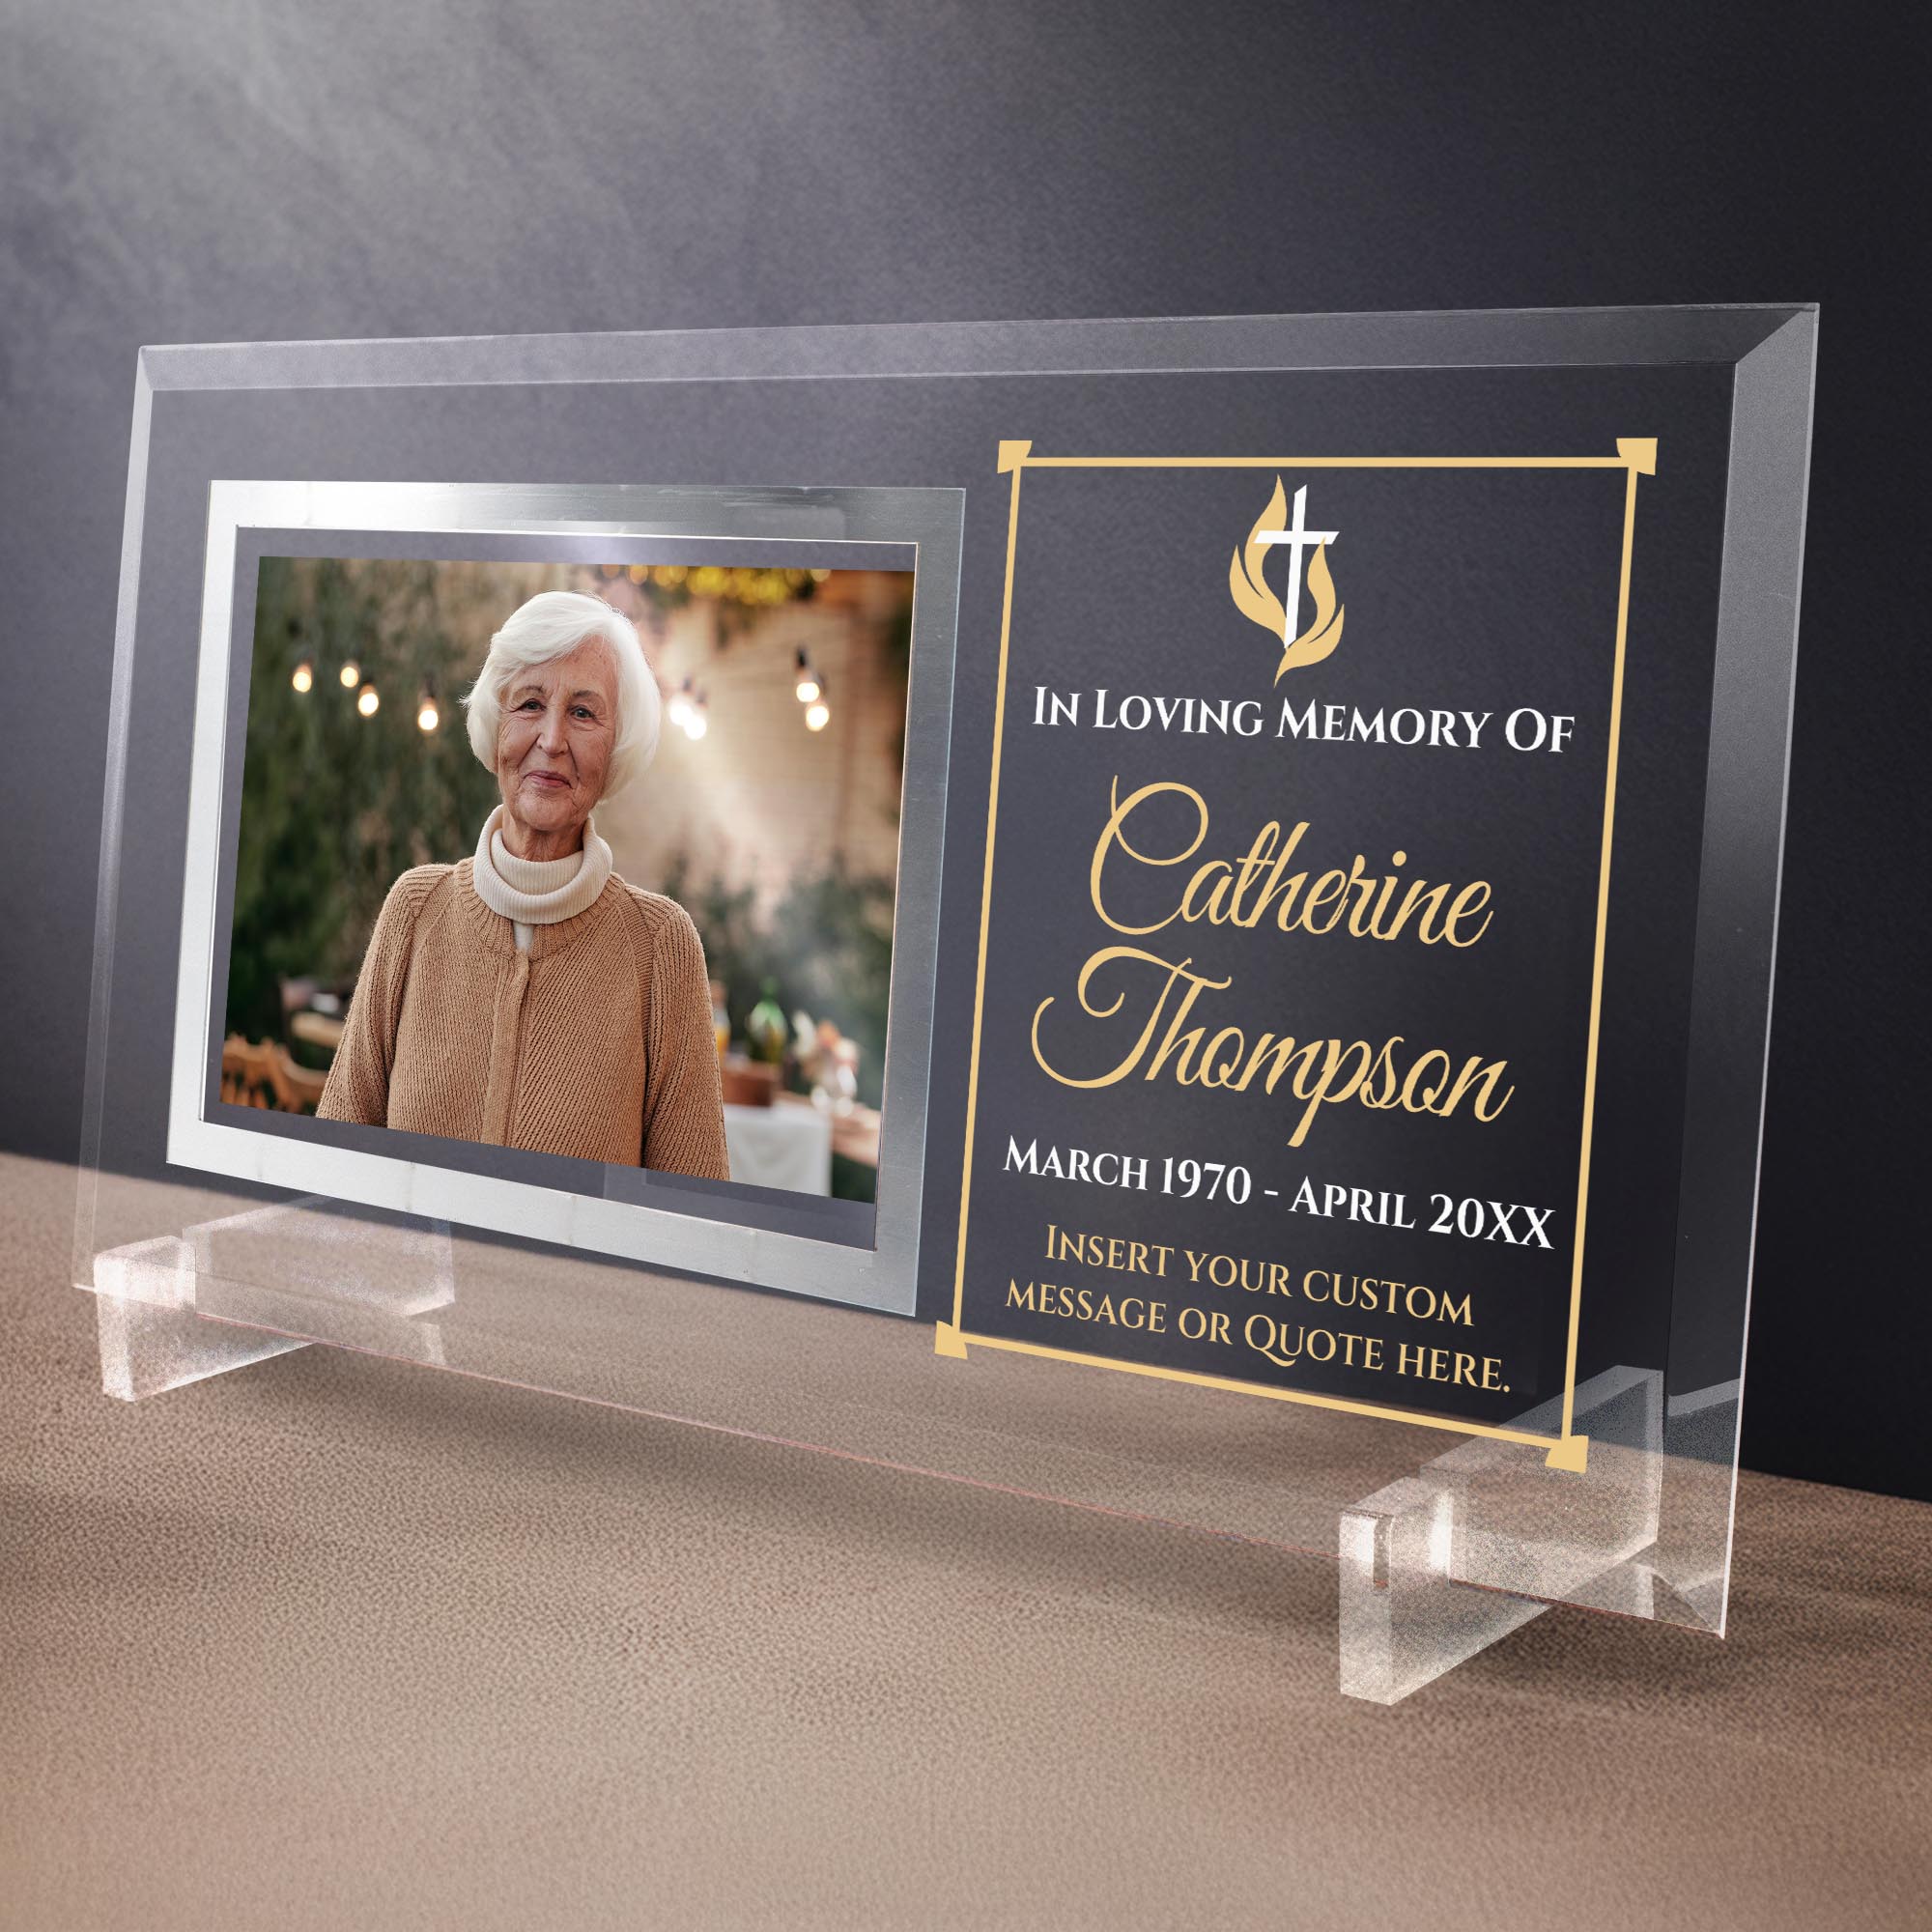 In Loving Memory Of
Catherine
Thompson
March 1970 - April 20XX
Insert your custom
message or Quote here.